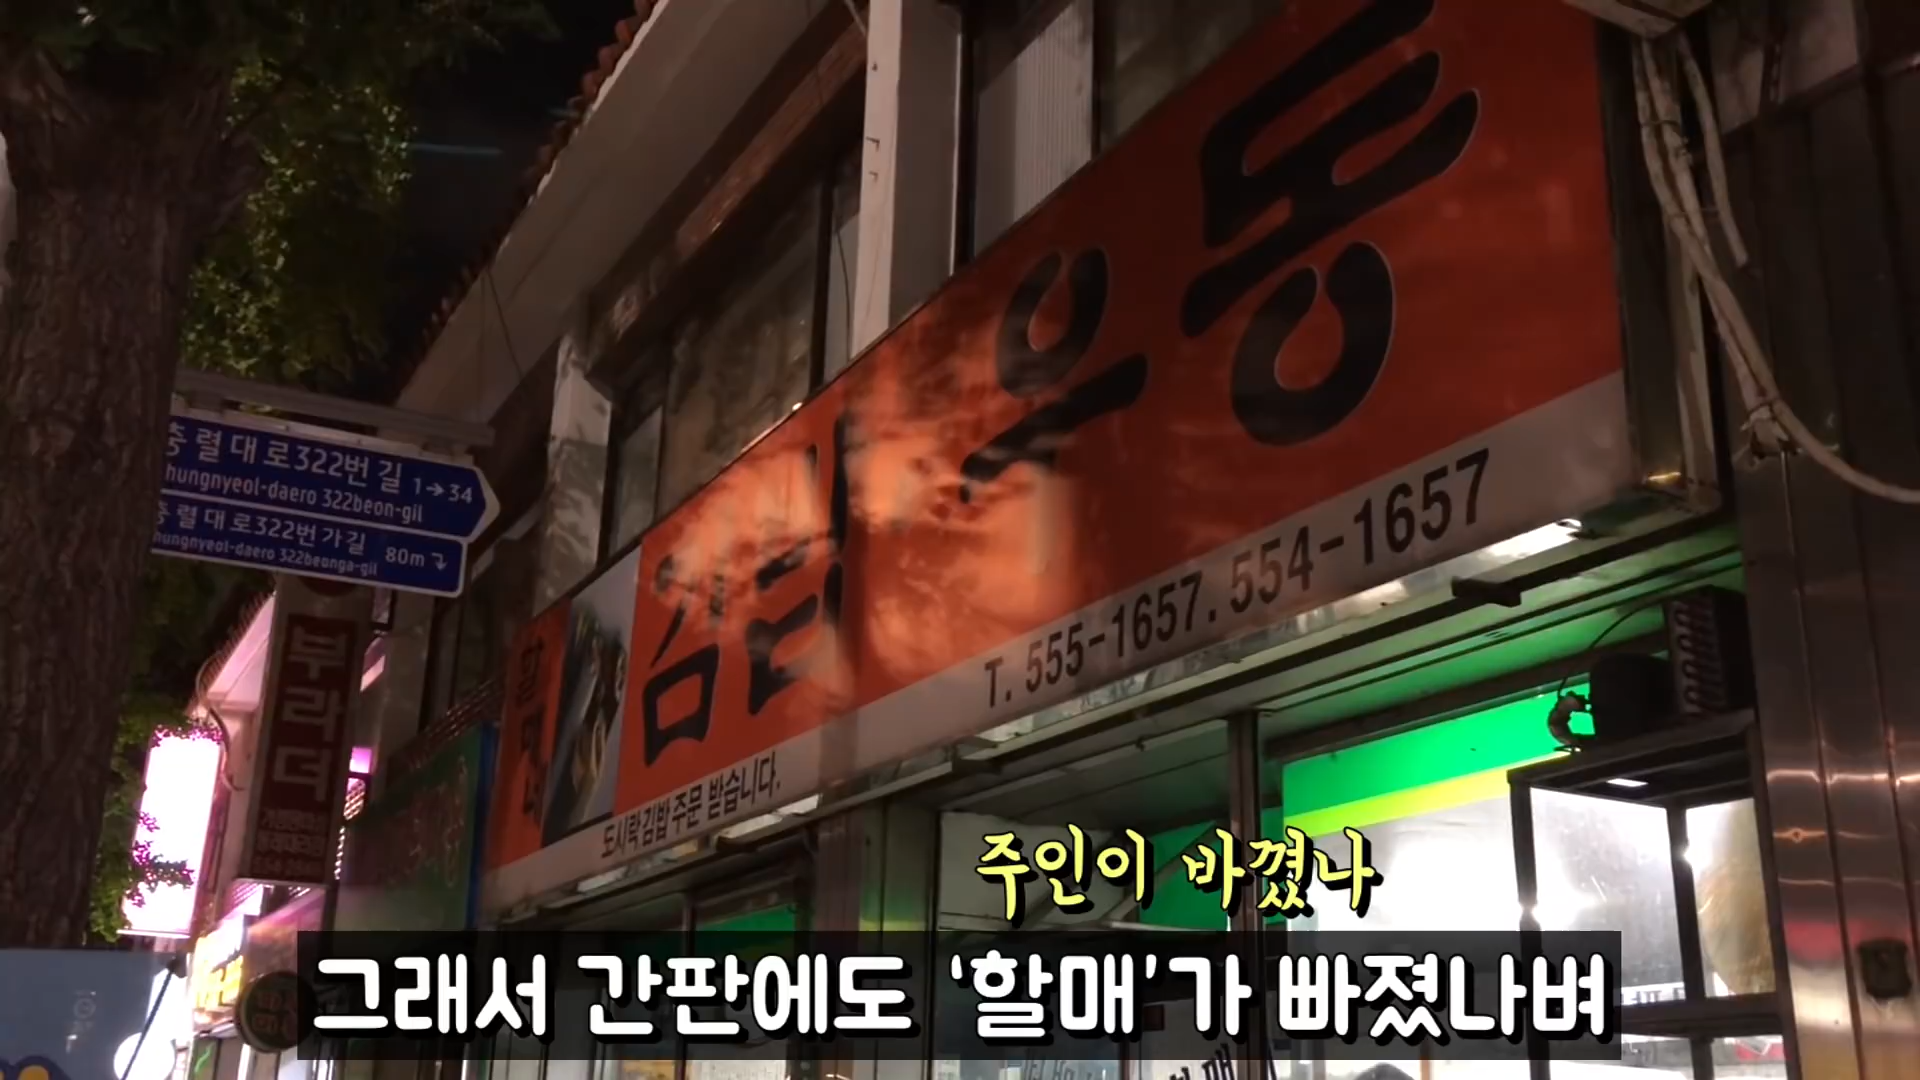 우동
김밥
T. 555-1657. 554-1657
도시락김밥 주문 받습니다.
렬대로322번길 1→34
hungnyeol-daero 322beon-gil
렬대로322번가길 80m
hungnyeol-daero 322beonga-gil
부라더
주인이 바꼈나
그래서 간판에도 '할매'가 빠졌나벼